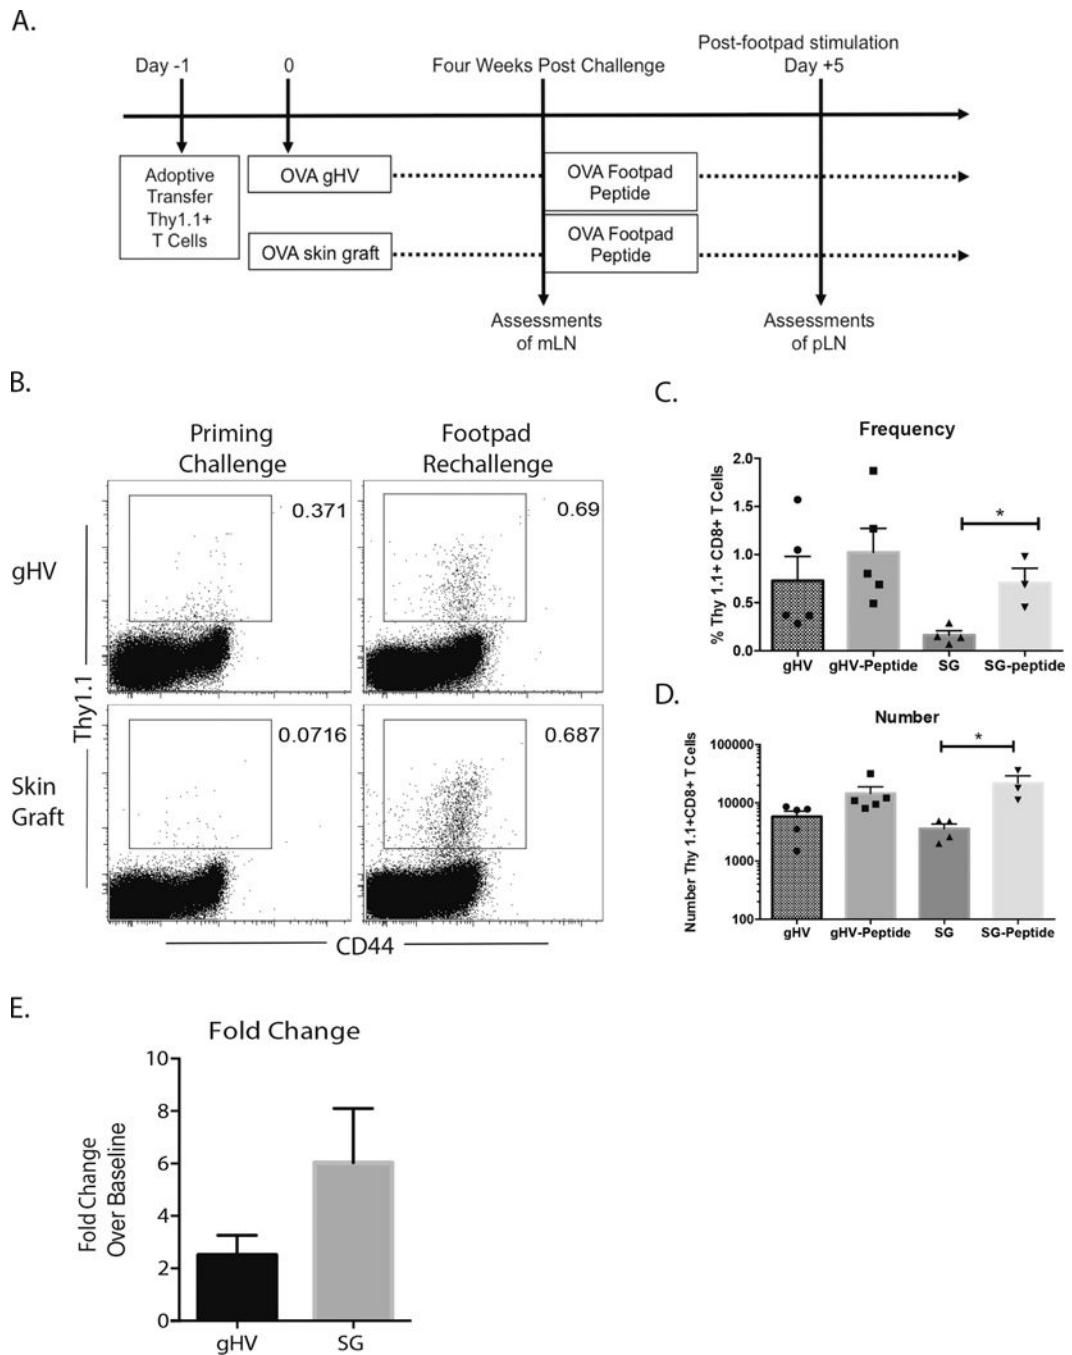 A.
Post-footpad stimulation
Day -1
0
Four Weeks Post Challenge
Day +5
Adoptive
Transfer
Thy1.1+
T Cells
OVA gHV
OVA Footpad
Peptide
OVA skin graft
OVA Footpad
Peptide
Assessments
of mLN
Assessments
of pLN
B.
Priming
Challenge
Footpad
Rechallenge
gHV
0.371
0.69
Thy1.1
Skin
Graft
0.0716
0.687
CD44
C.
Frequency
% Thy 1.1+ CD8+ T Cells
2.0
1.5
1.0
0.5
0.0
*
gHV
gHV-Peptide
SG
SG-peptide
D.
Number
Number Thy 1.1+CD8+ T Cells
100000
10000
1000
100
*
gHV
gHV-Peptide
SG
SG-Peptide
E.
Fold Change
Fold Change
Over Baseline
10
8
6
4
2
0
gHV
SG